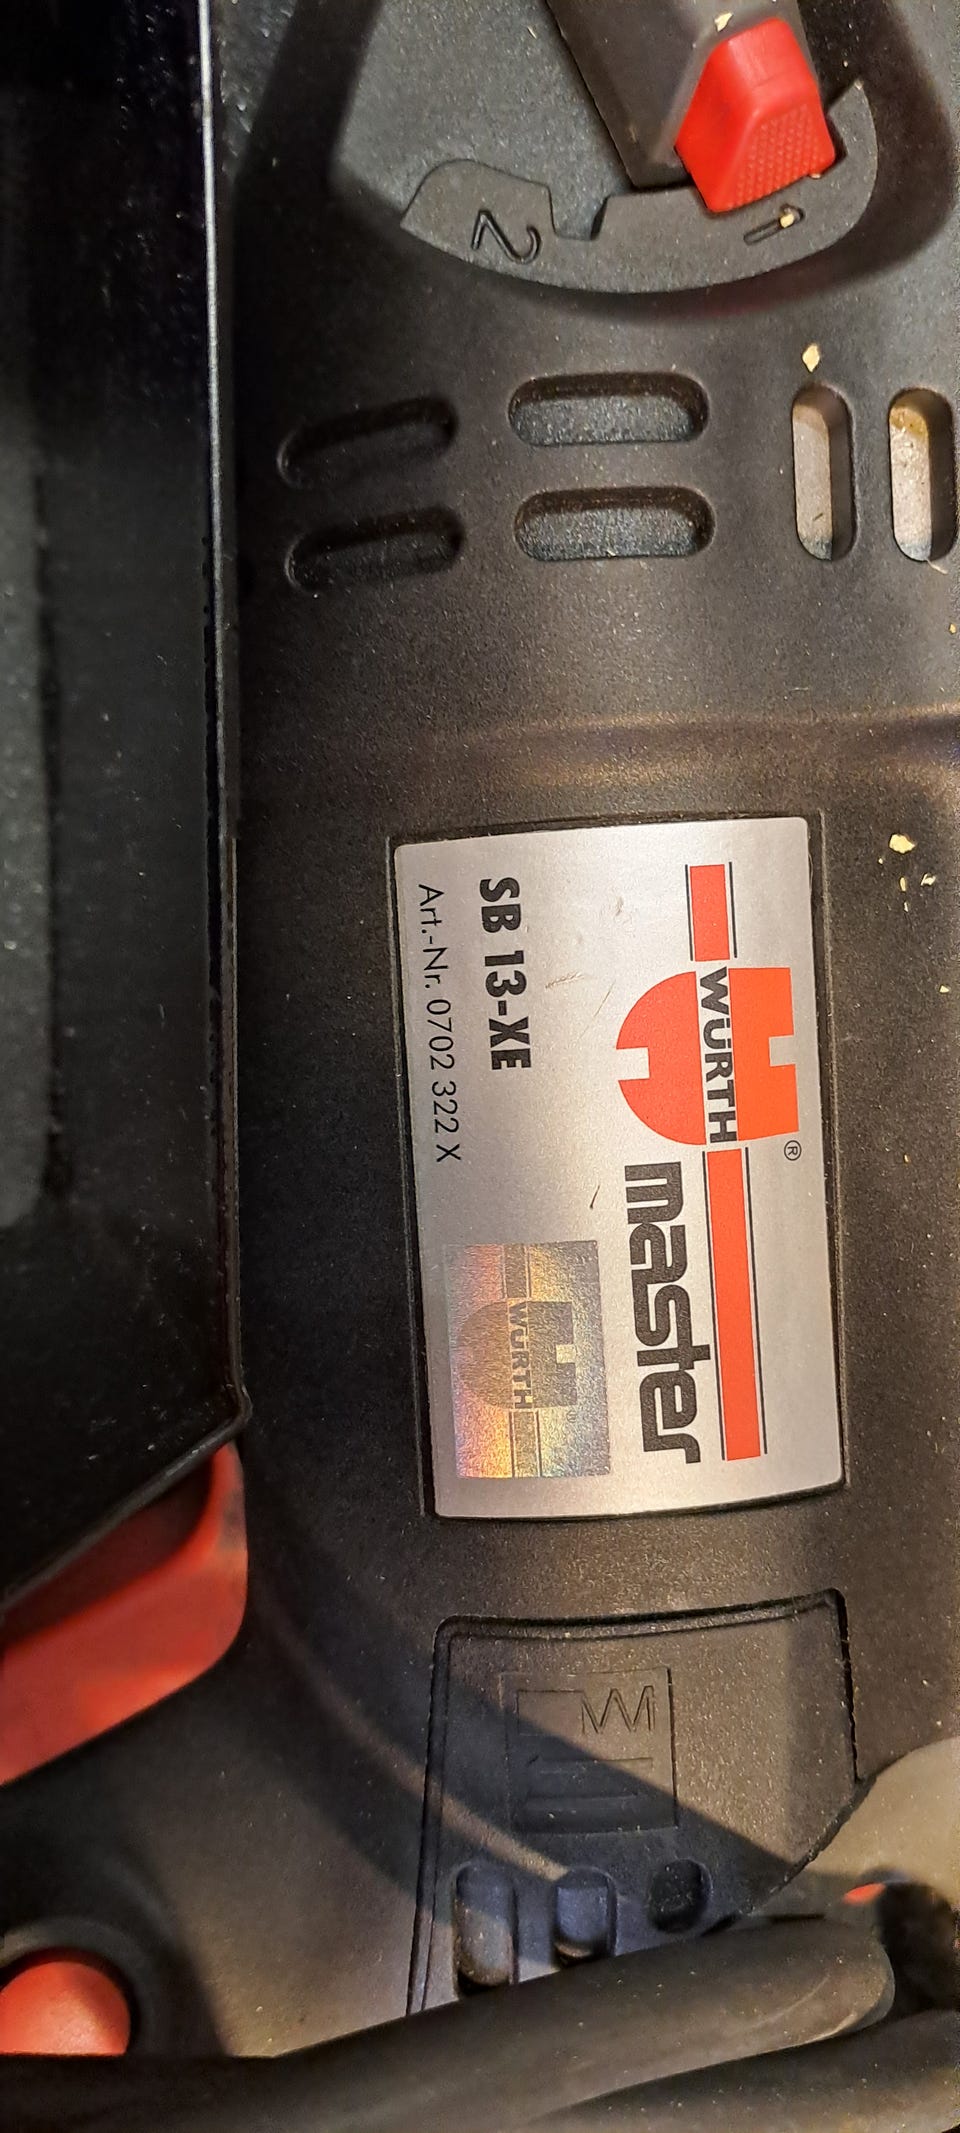 2 1
WÜRTH ®
master
SB 13-XE
Art.-Nr. 0702 322 X
WÜRTH